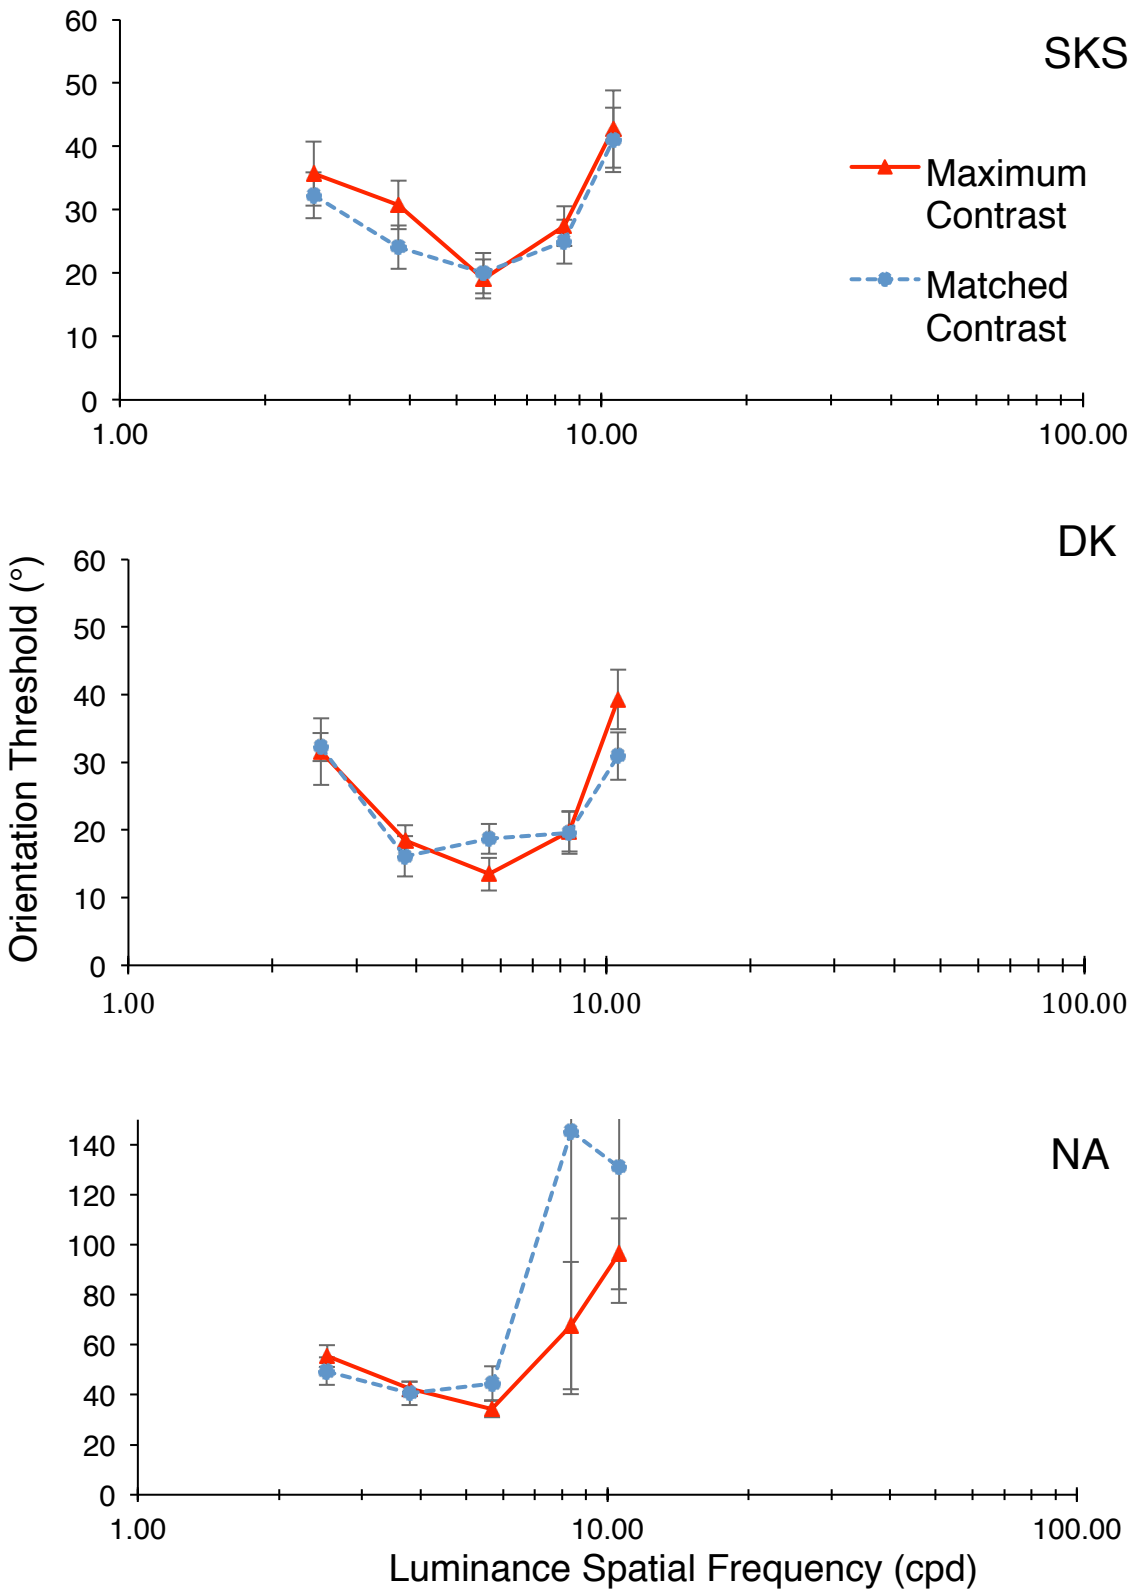 60
SKS
50
40
Maximum
Contrast
30
20
Matched
Contrast
10
0
1.00 10.00 100.00
DK
Orientation Threshold (°)
60
50
40
30
20
10
0
1.00 10.00 100.00
NA
140
120
100
80
60
40
20
0
1.00 10.00 100.00
Luminance Spatial Frequency (cpd)